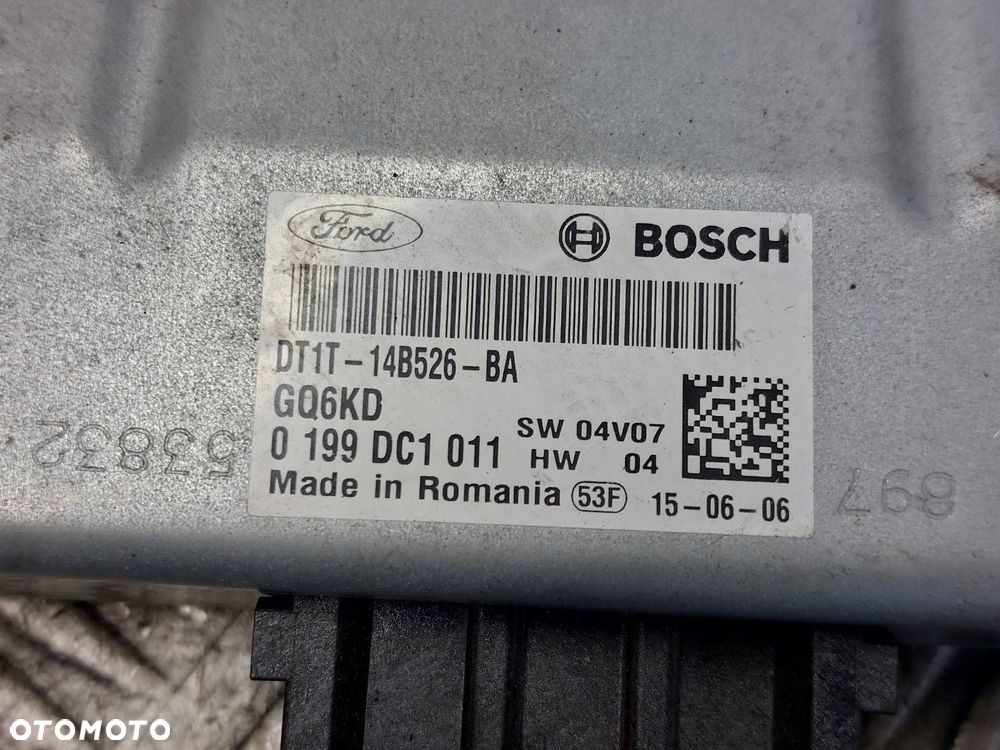 Ford
BOSCH
DT1T-14B526-BA
GQ6KD
0 199 DC1 011 SW 04V07
HW 04
Made in Romania 53F 15-06-06
53832
897
OTOMOTO